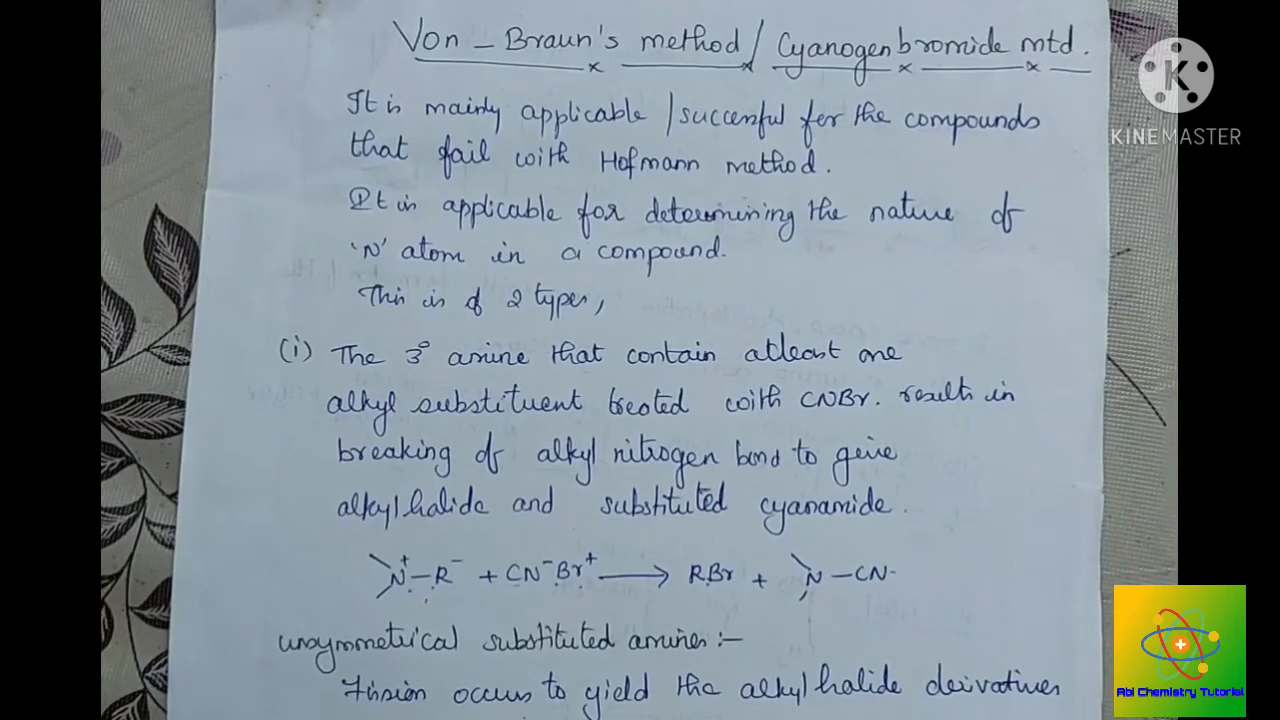 Von - Braun's method / Cyanogen bromide mtd.
It is mainly applicable / successful for the compounds
that fail with Hofmann method.
It is applicable for determining the nature of
'N' atom in a compound.
This is of 2 types,
(i) The 3° amine that contain atleast one
alkyl substituent treated with CNBr. results in
breaking of alkyl nitrogen bond to give
alkyl halide and substituted cyanamide.
N⁺-R⁻ + CN⁻Br⁺ ⟶ RBr + N-CN
unsymmetrical substituted amines :-
Fission occurs to yield the alkyl halide derivatives
K
KINEMASTER
Abi Chemistry Tutorial